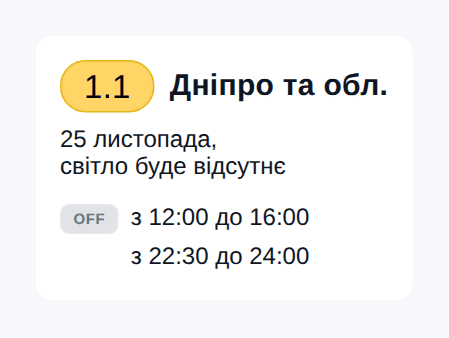 1.1 Дніпро та обл.
25 листопада,
світло буде відсутнє
OFF з 12:00 до 16:00
з 22:30 до 24:00